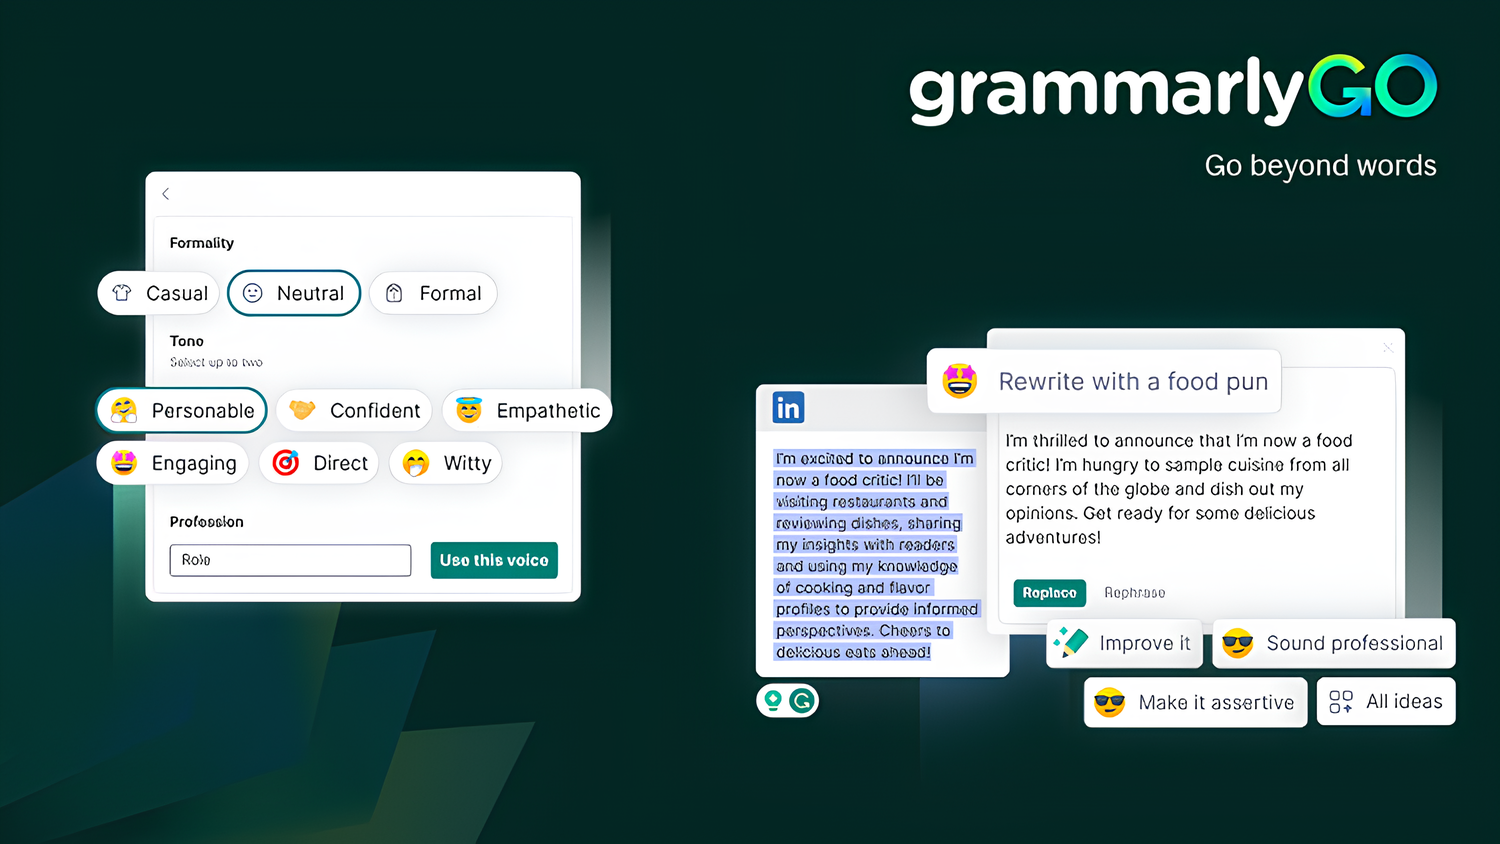 grammarlyGO
Go beyond words
Formality
Casual
Neutral
Formal
Tone
Select up to two
Personable
Confident
Empathetic
Engaging
Direct
Witty
Profession
Role
Use this voice
in
I'm excited to announce I'm
now a food critic! I'll be
visiting restaurants and
reviewing dishes, sharing
my insights with readers
and using my knowledge
of cooking and flavor
profiles to provide informed
perspectives. Cheers to
delicious eats ahead!
G
Rewrite with a food pun
I'm thrilled to announce that I'm now a food
critic! I'm hungry to sample cuisine from all
corners of the globe and dish out my
opinions. Get ready for some delicious
adventures!
Replace
Rephrase
Improve it
Sound professional
Make it assertive
All ideas